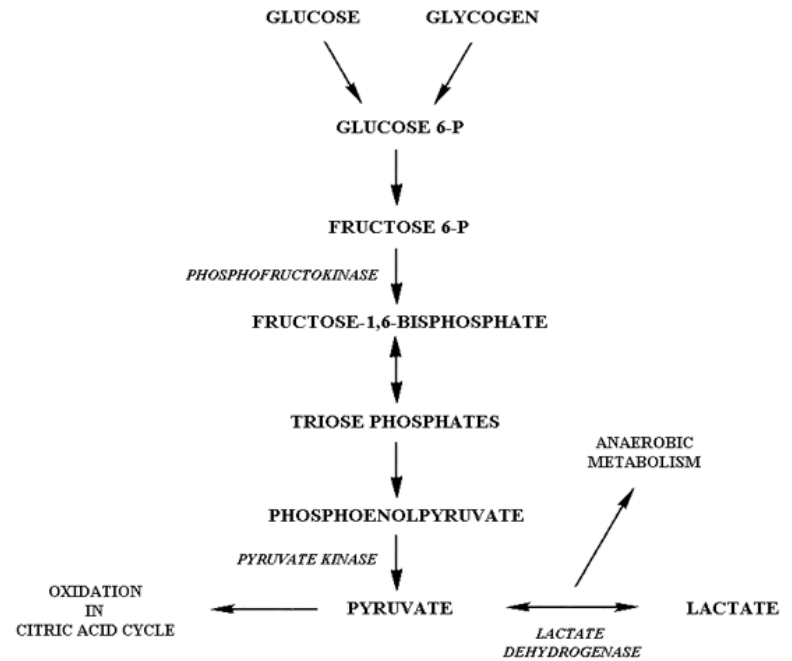 GLUCOSE GLYCOGEN
GLUCOSE 6-P
FRUCTOSE 6-P
PHOSPHOFRUCTOKINASE
FRUCTOSE-1,6-BISPHOSPHATE
TRIOSE PHOSPHATES
ANAEROBIC
METABOLISM
PHOSPHOENOLPYRUVATE
PYRUVATE KINASE
OXIDATION
IN
CITRIC ACID CYCLE
PYRUVATE
LACTATE
LACTATE
DEHYDROGENASE